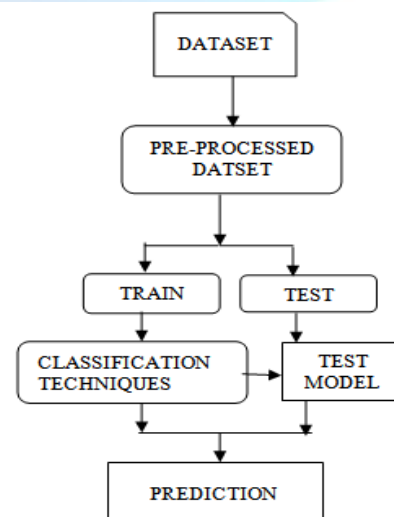 DATASET
PRE-PROCESSED
DATSET
TRAIN
TEST
CLASSIFICATION
TECHNIQUES
TEST
MODEL
PREDICTION